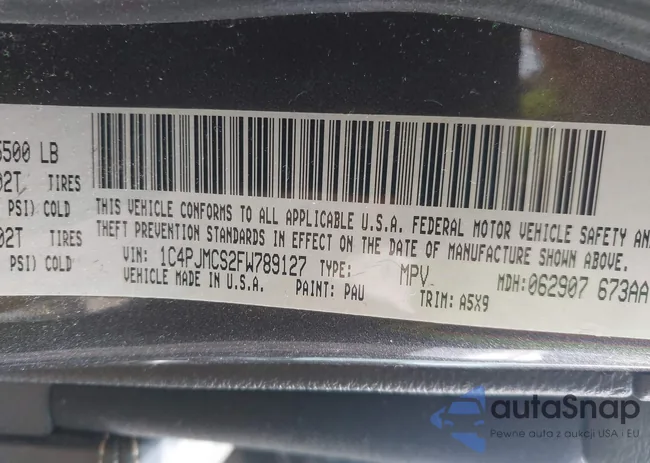 5500 LB
02T TIRES
PSI) COLD
02T TIRES
PSI) COLD
THIS VEHICLE CONFORMS TO ALL APPLICABLE U.S.A. FEDERAL MOTOR VEHICLE SAFETY AN
THEFT PREVENTION STANDARDS IN EFFECT ON THE DATE OF MANUFACTURE SHOWN ABOVE.
VIN: 1C4PJMCS2FW789127 TYPE: MPV MDH:062907 673AA
VEHICLE MADE IN U.S.A. PAINT: PAU TRIM: A5X9
autaSnap
Pewne auta z aukcji USA i EU